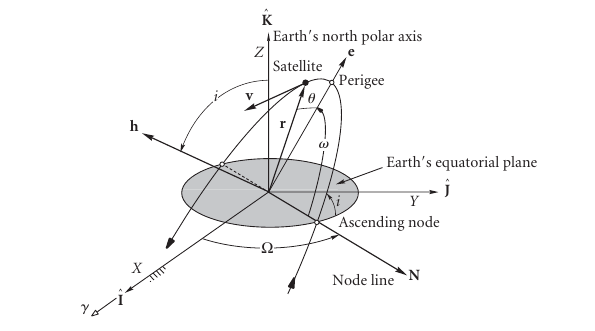 K̂
Earth's north polar axis
Z
e
Satellite
Perigee
i
v
θ
h
r
ω
Earth's equatorial plane
Ĵ
Y
i
Ascending node
Ω
X
N
Node line
Î
γ